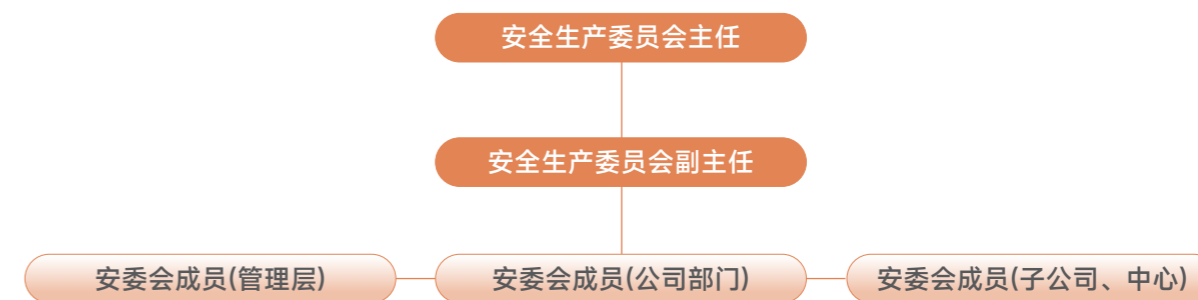 安全生产委员会主任
安全生产委员会副主任
安委会成员(管理层)
安委会成员(公司部门)
安委会成员(子公司、中心)